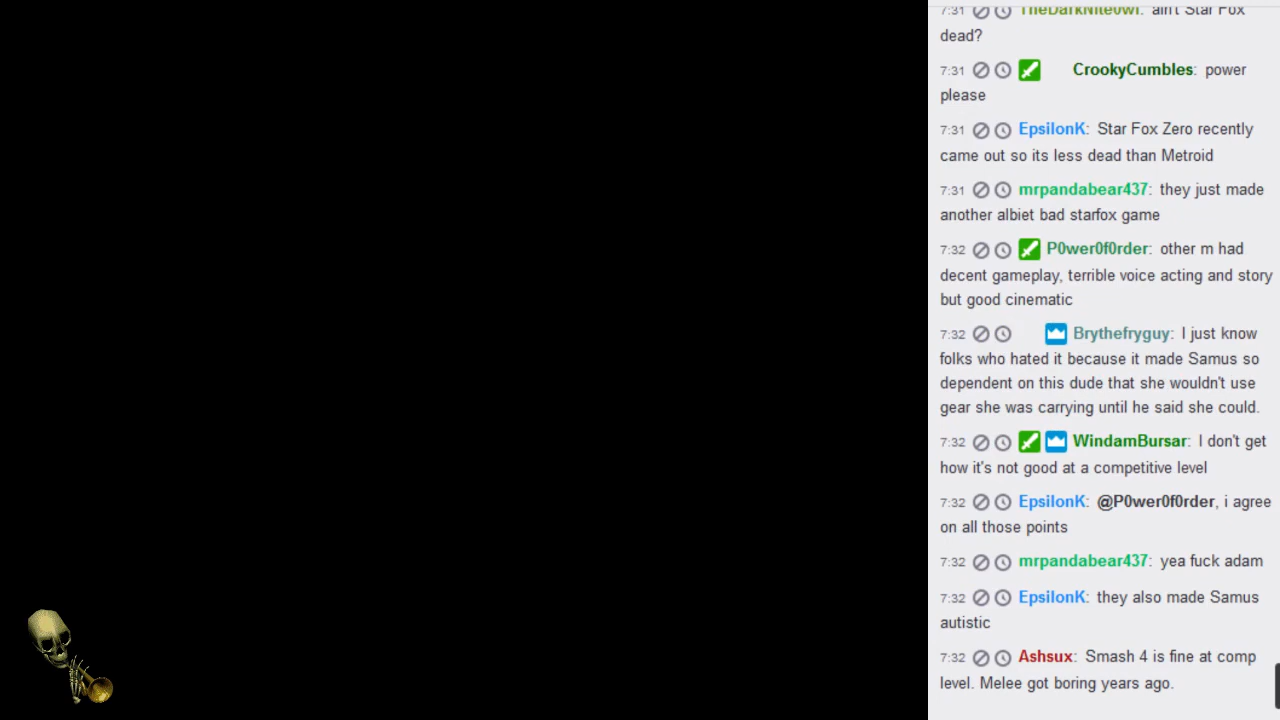 7:31 TheDarkNite0wl: ain't Star Fox
dead?
7:31 CrookyCumbles: power
please
7:31 EpsilonK: Star Fox Zero recently
came out so its less dead than Metroid
7:31 mrpandabear437: they just made
another albiet bad starfox game
7:32 P0wer0f0rder: other m had
decent gameplay, terrible voice acting and story
but good cinematic
7:32 Brythefryguy: I just know
folks who hated it because it made Samus so
dependent on this dude that she wouldn't use
gear she was carrying until he said she could.
7:32 WindamBursar: I don't get
how it's not good at a competitive level
7:32 EpsilonK: @P0wer0f0rder, i agree
on all those points
7:32 mrpandabear437: yea fuck adam
7:32 EpsilonK: they also made Samus
autistic
7:32 Ashsux: Smash 4 is fine at comp
level. Melee got boring years ago.